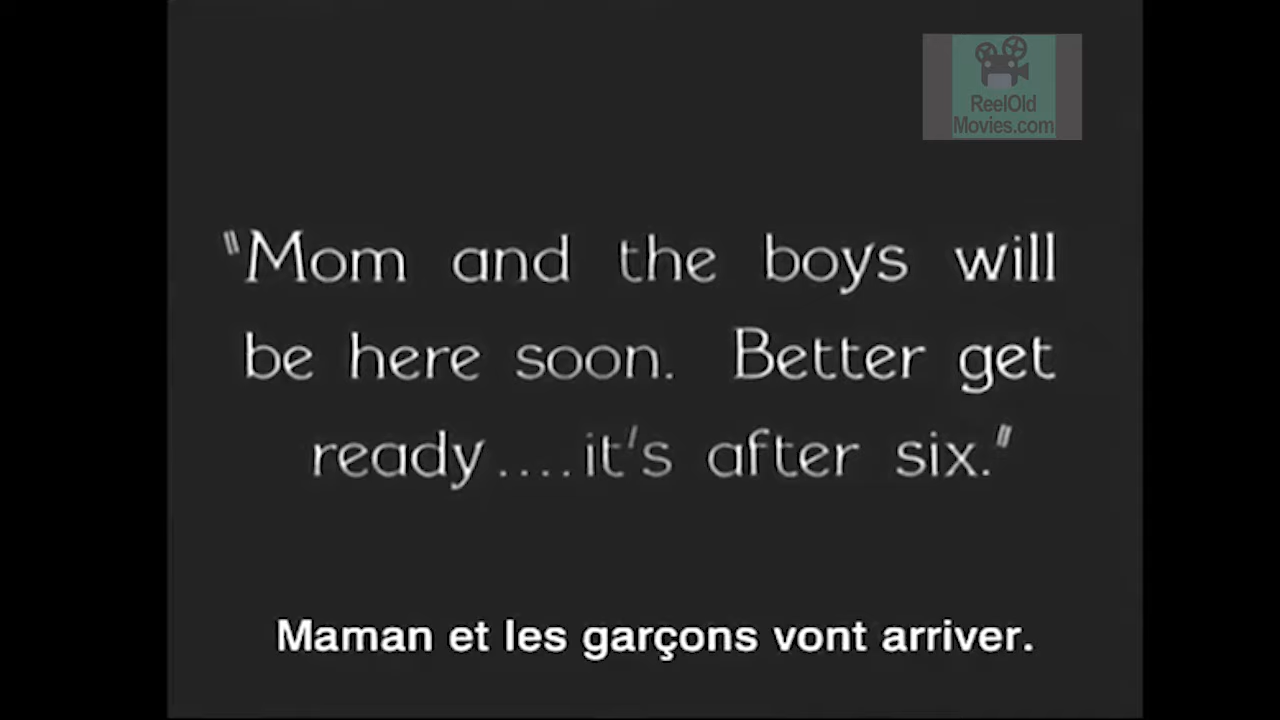 ReelOld
Movies.com
"Mom and the boys will
be here soon. Better get
ready....it's after six."
Maman et les garçons vont arriver.